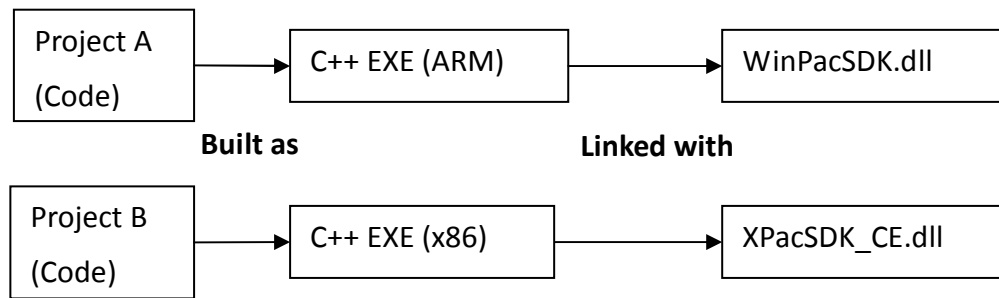 Project A
(Code)
C++ EXE (ARM)
WinPacSDK.dll
Built as
Linked with
Project B
(Code)
C++ EXE (x86)
XPacSDK_CE.dll